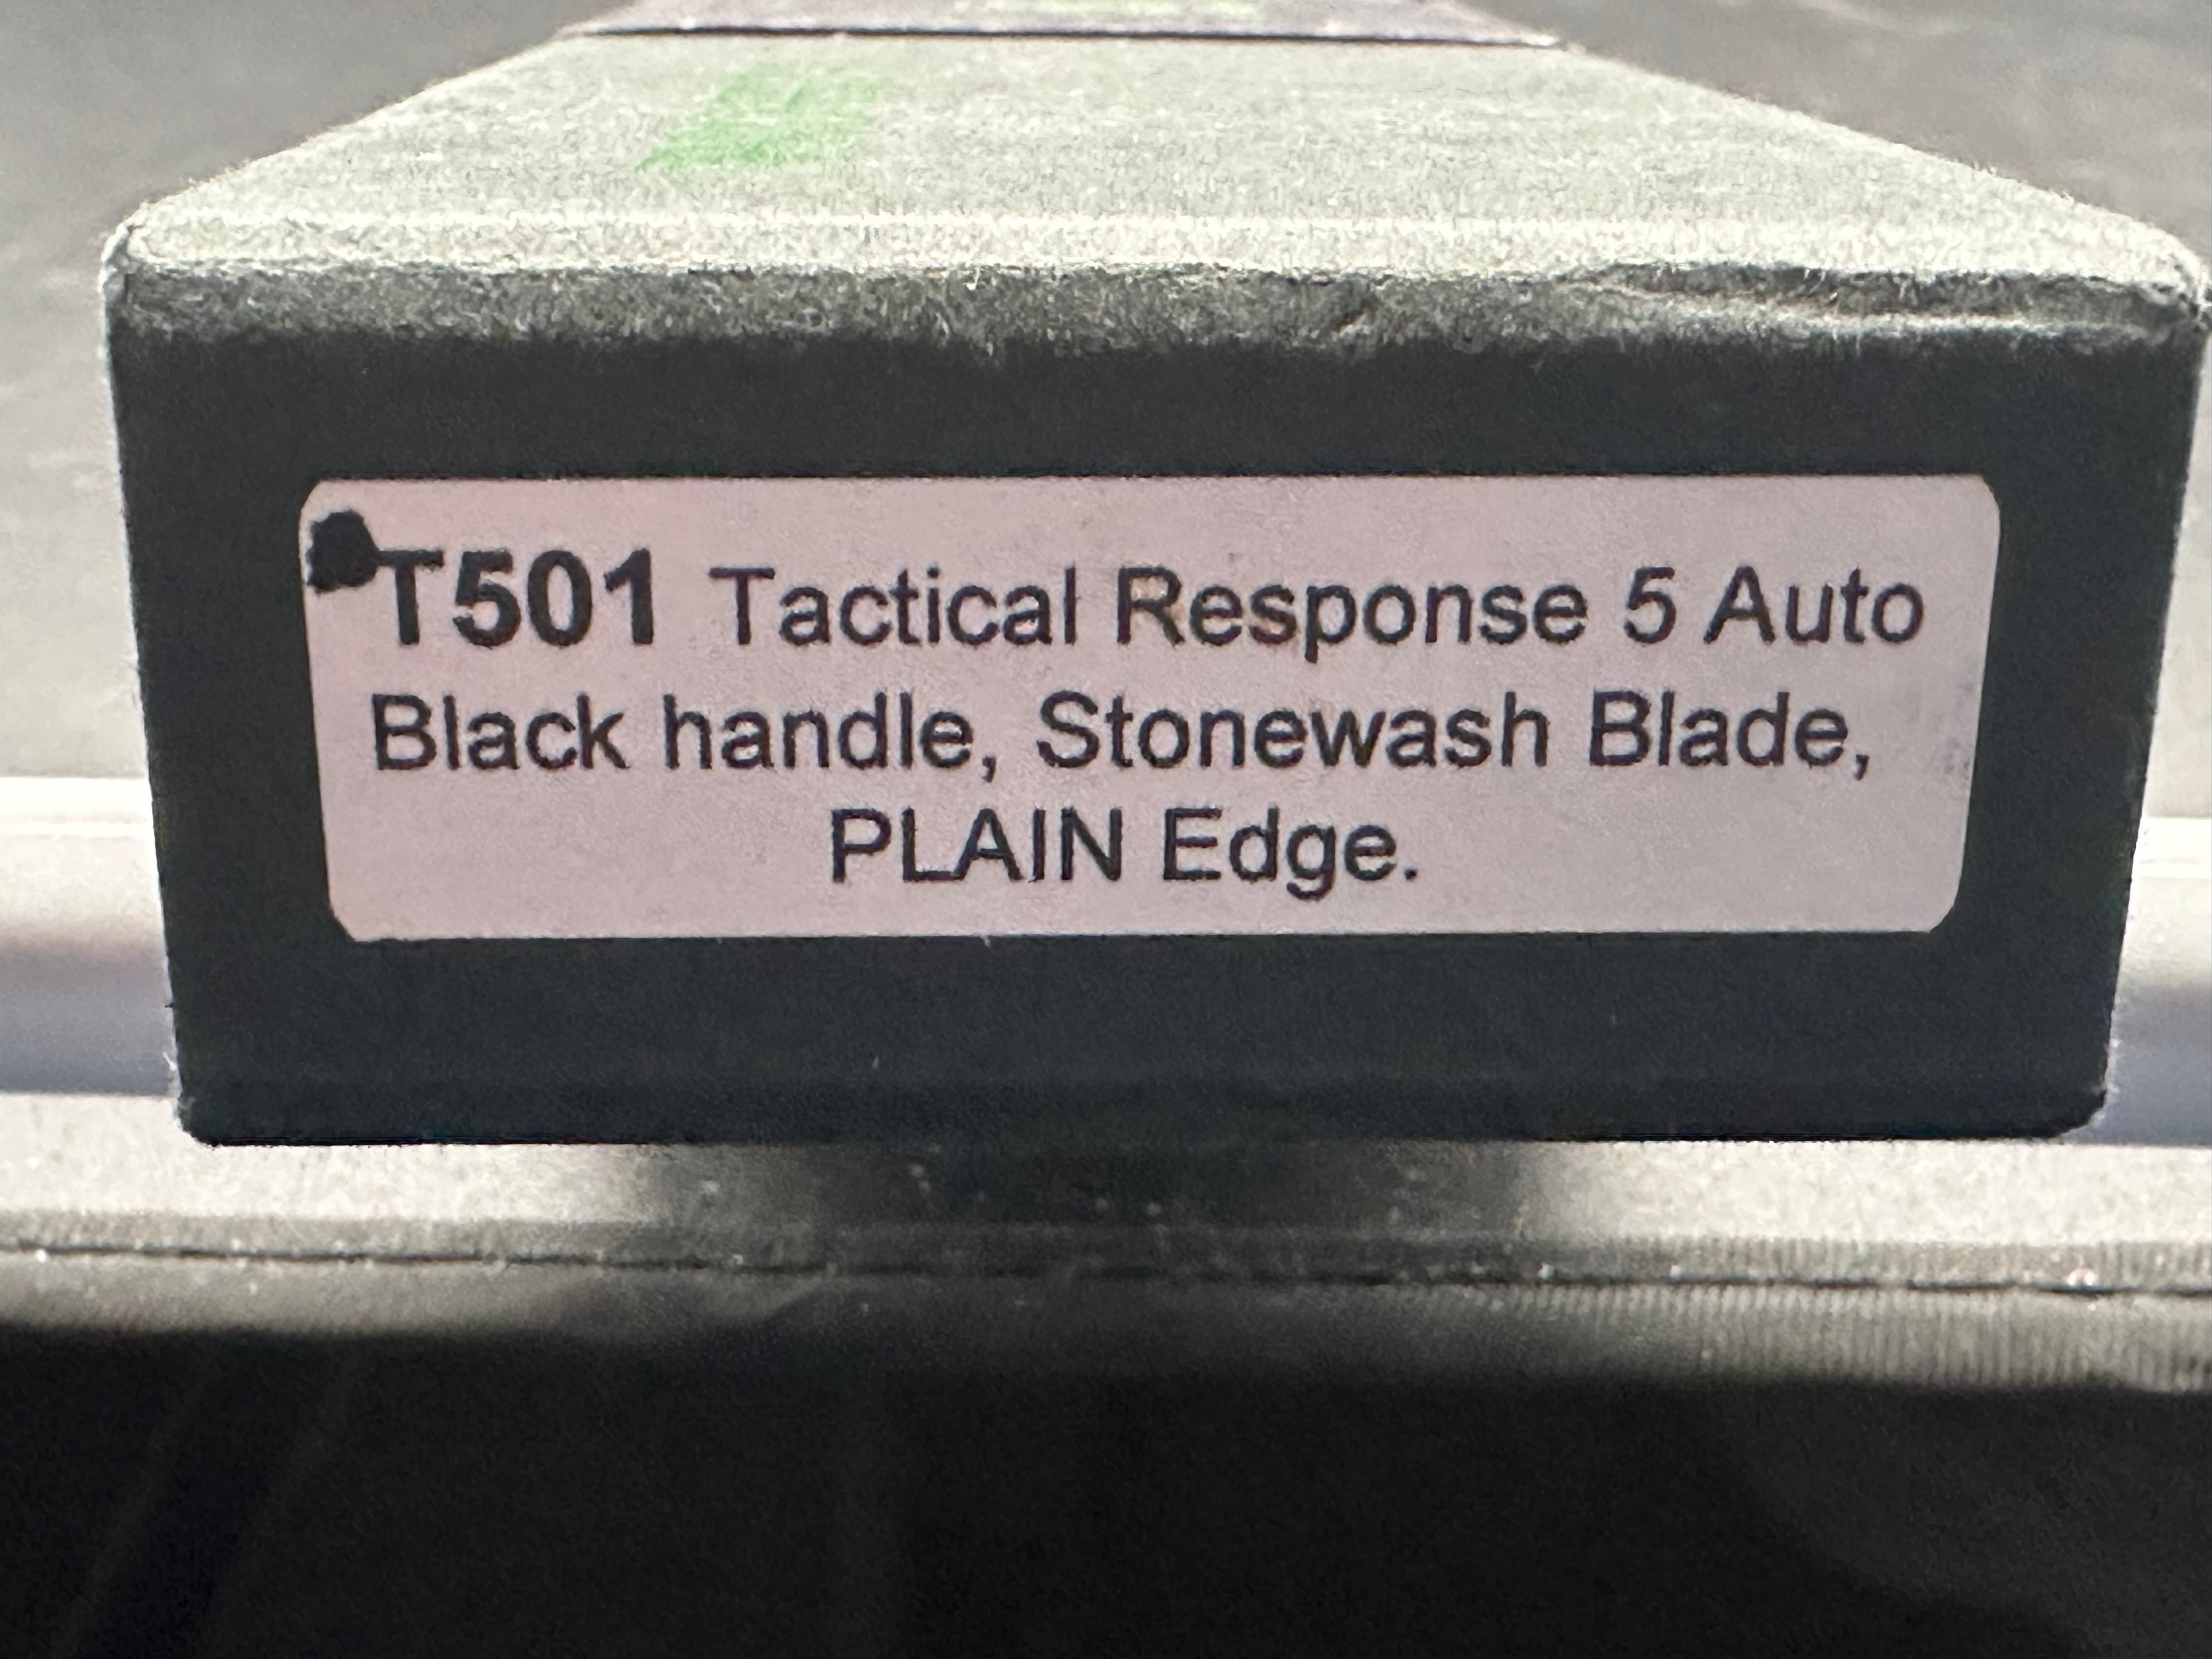 T501 Tactical Response 5 Auto
Black handle, Stonewash Blade,
PLAIN Edge.